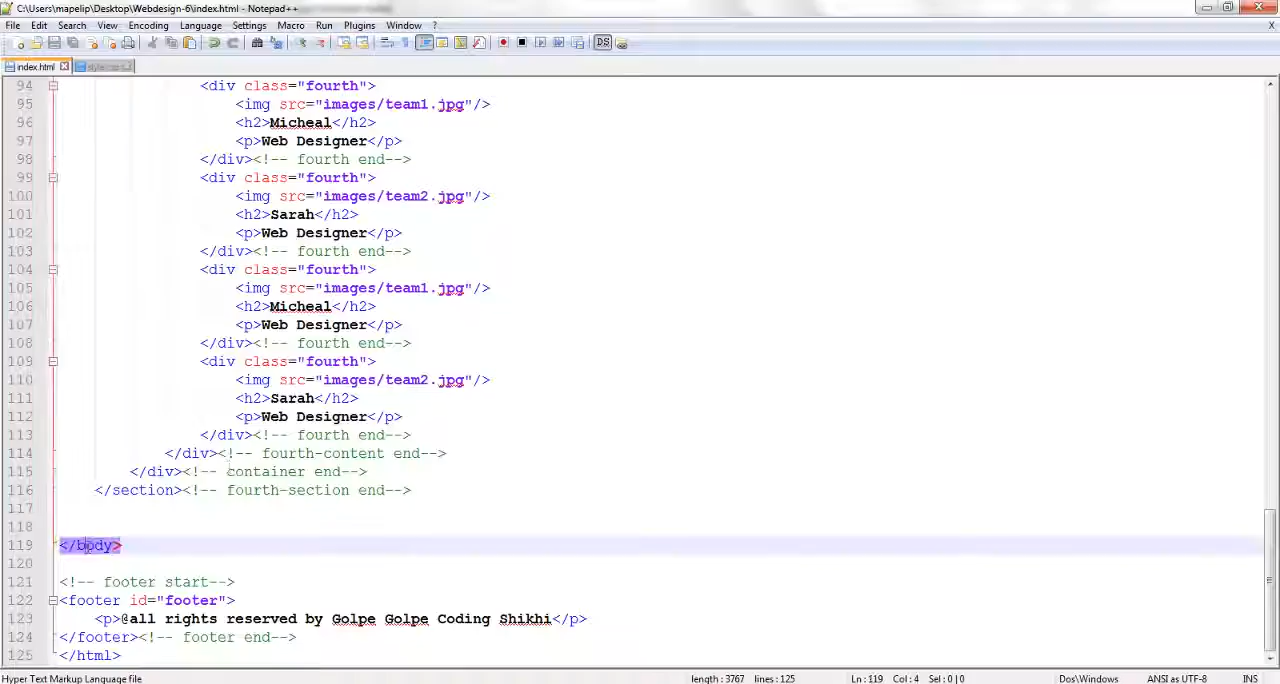 C:\Users\mapelip\Desktop\Webdesign-6\index.html - Notepad++
File Edit Search View Encoding Language Settings Macro Run Plugins Window ? X
index.html
94 <div class="fourth">
95 <img src="images/team1.jpg"/>
96 <h2>Micheal</h2>
97 <p>Web Designer</p>
98 </div><!-- fourth end-->
99 <div class="fourth">
100 <img src="images/team2.jpg"/>
101 <h2>Sarah</h2>
102 <p>Web Designer</p>
103 </div><!-- fourth end-->
104 <div class="fourth">
105 <img src="images/team1.jpg"/>
106 <h2>Micheal</h2>
107 <p>Web Designer</p>
108 </div><!-- fourth end-->
109 <div class="fourth">
110 <img src="images/team2.jpg"/>
111 <h2>Sarah</h2>
112 <p>Web Designer</p>
113 </div><!-- fourth end-->
114 </div><!-- fourth-content end-->
115 </div><!-- container end-->
116 </section><!-- fourth-section end-->
117
118
119 </body>
120
121 <!-- footer start-->
122 <footer id="footer">
123 <p>@all rights reserved by Golpe Golpe Coding Shikhi</p>
124 </footer><!-- footer end-->
125 </html>
Hyper Text Markup Language file length : 3767 lines : 125 Ln : 119 Col : 4 Sel : 0 | 0 Dos\Windows ANSI as UTF-8 INS